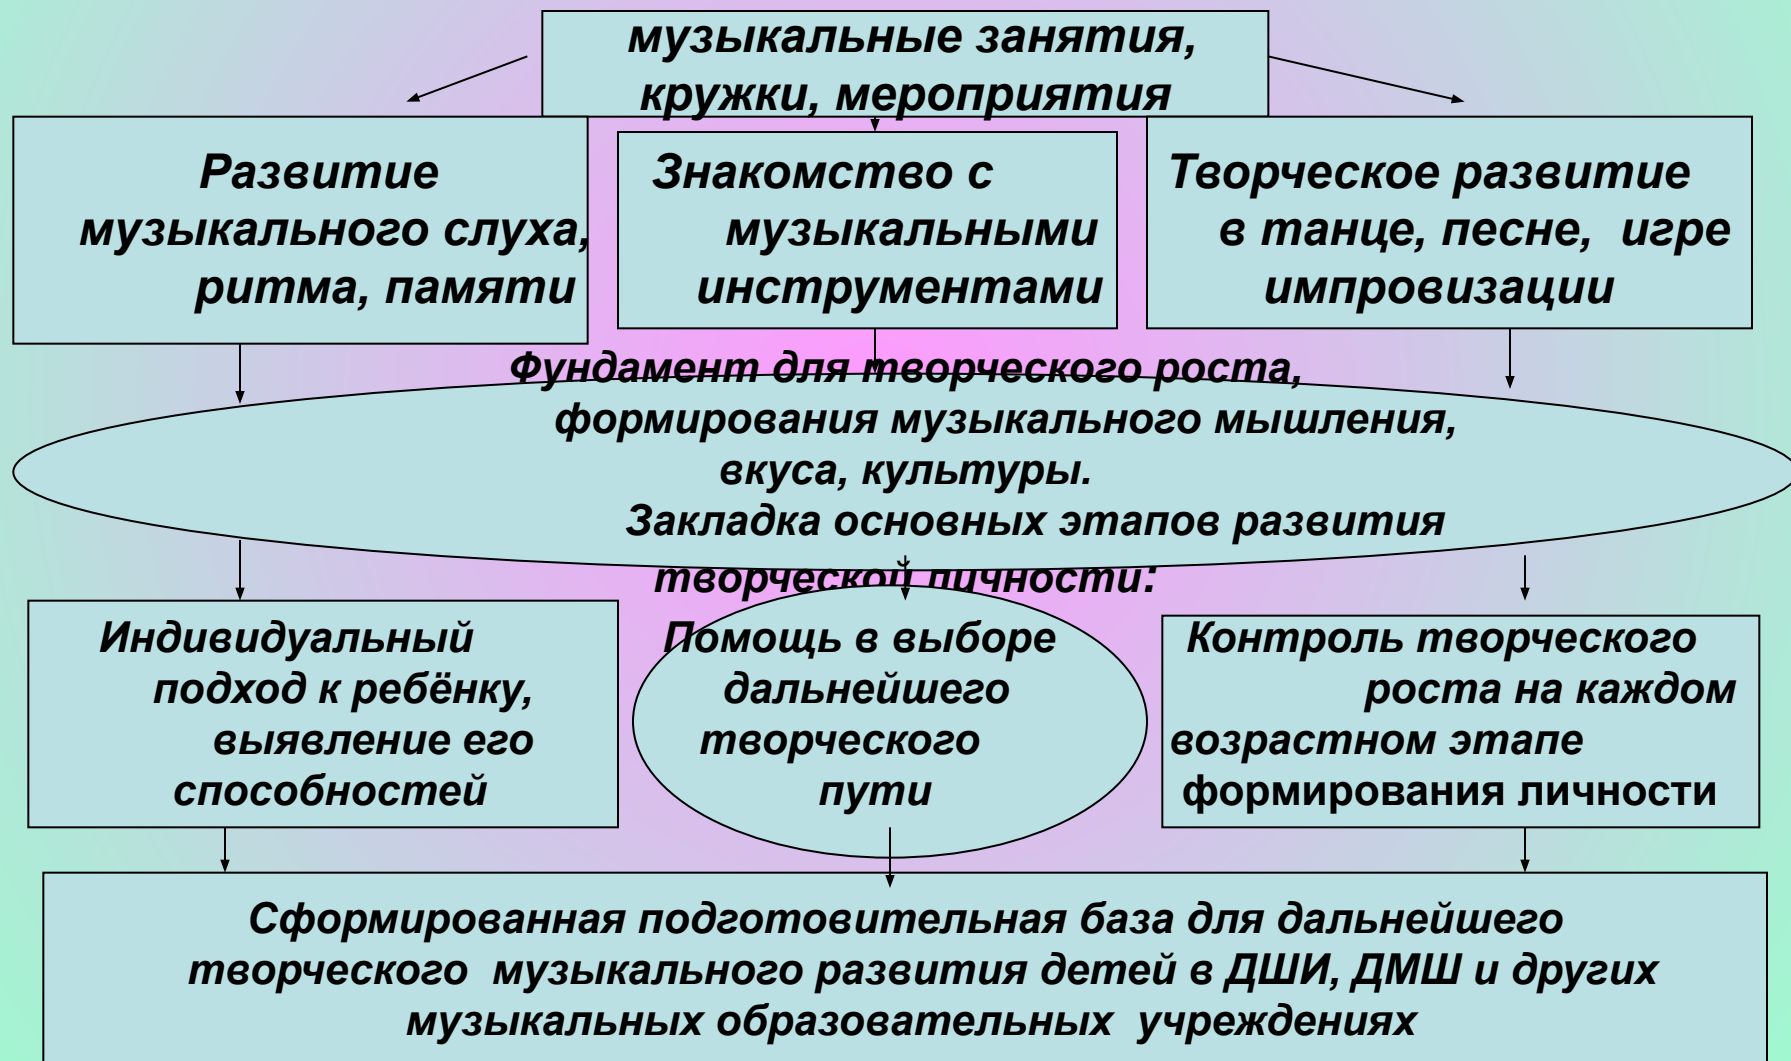 музыкальные занятия,
кружки, мероприятия
Развитие
музыкального слуха,
ритма, памяти
Знакомство с
музыкальными
инструментами
Творческое развитие
в танце, песне, игре
импровизации
Фундамент для творческого роста,
формирования музыкального мышления,
вкуса, культуры.
Закладка основных этапов развития
творческой личности:
Индивидуальный
подход к ребёнку,
выявление его
способностей
Помощь в выборе
дальнейшего
творческого
пути
Контроль творческого
роста на каждом
возрастном этапе
формирования личности
Сформированная подготовительная база для дальнейшего
творческого музыкального развития детей в ДШИ, ДМШ и других
музыкальных образовательных учреждениях